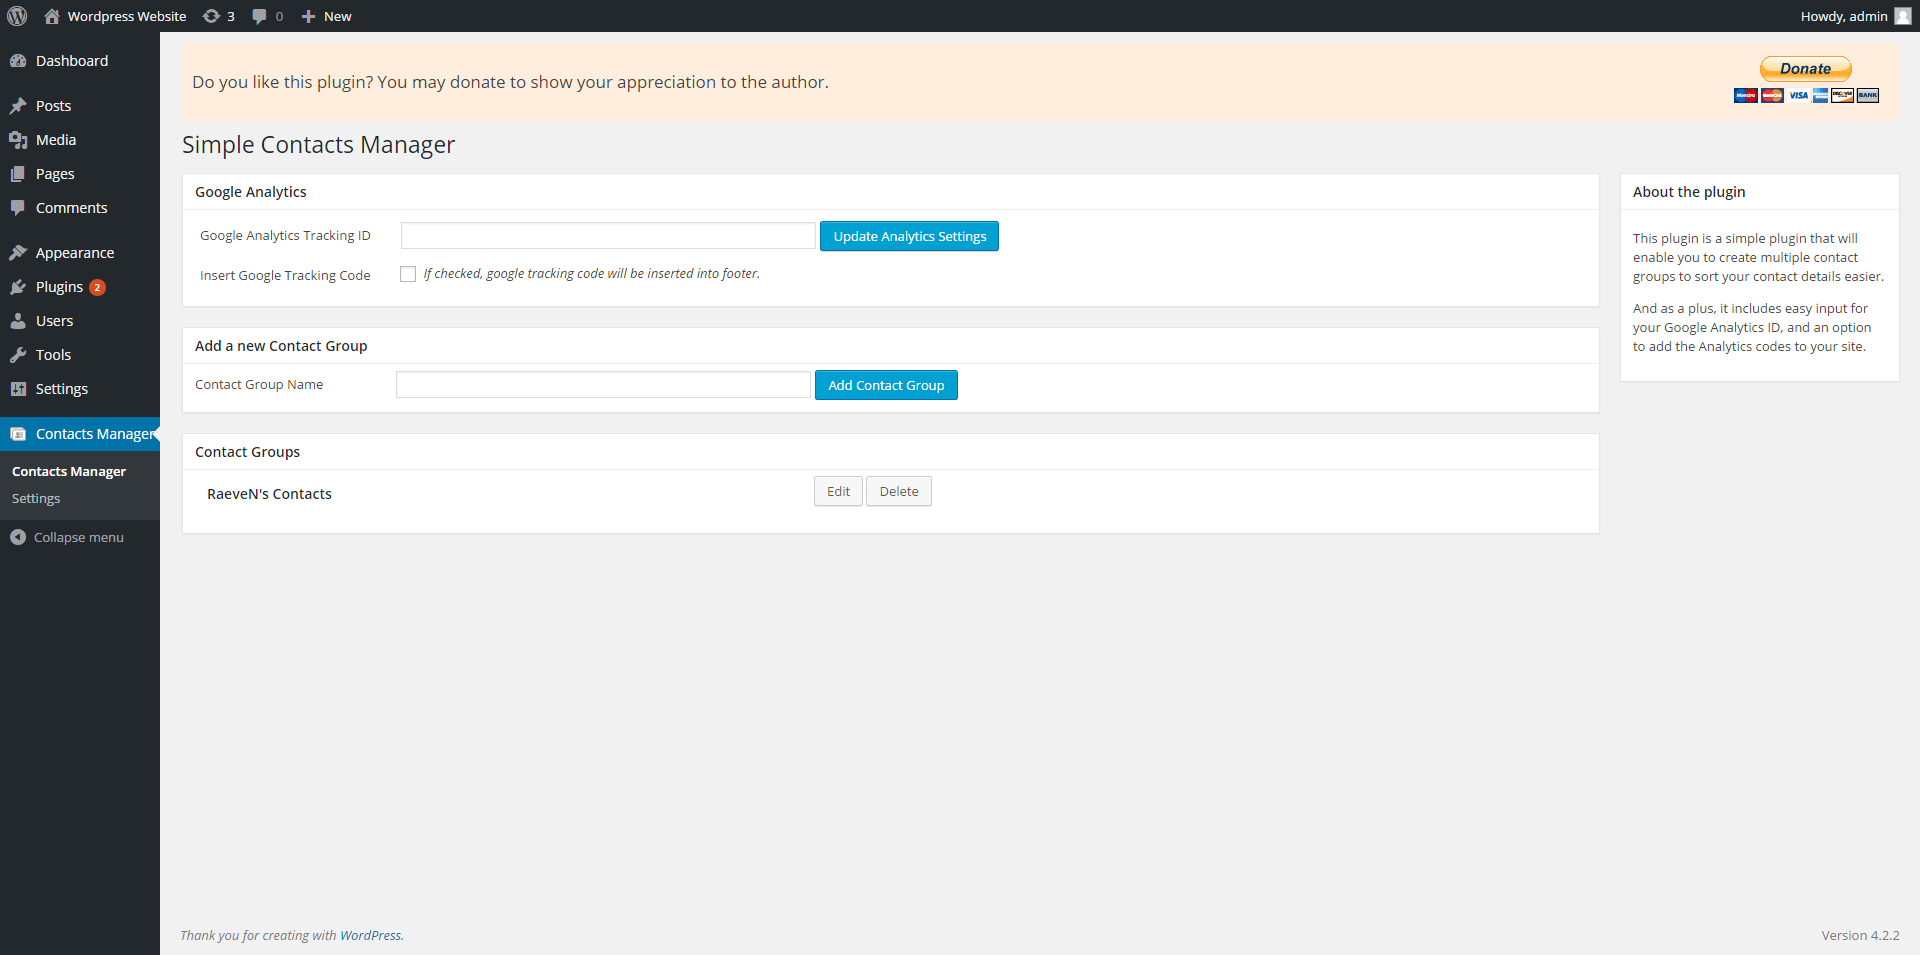 Wordpress Website 3 0 New Howdy, admin
Dashboard
Posts
Media
Pages
Comments
Appearance
Plugins 2
Users
Tools
Settings
Contacts Manager
Contacts Manager
Settings
Collapse menu
Do you like this plugin? You may donate to show your appreciation to the author.
Donate
Maestro MasterCard VISA DISCOVER BANK
Simple Contacts Manager
Google Analytics
Google Analytics Tracking ID Update Analytics Settings
Insert Google Tracking Code If checked, google tracking code will be inserted into footer.
Add a new Contact Group
Contact Group Name Add Contact Group
Contact Groups
RaeveN's Contacts Edit Delete
About the plugin
This plugin is a simple plugin that will
enable you to create multiple contact
groups to sort your contact details easier.
And as a plus, it includes easy input for
your Google Analytics ID, and an option
to add the Analytics codes to your site.
Thank you for creating with WordPress.
Version 4.2.2